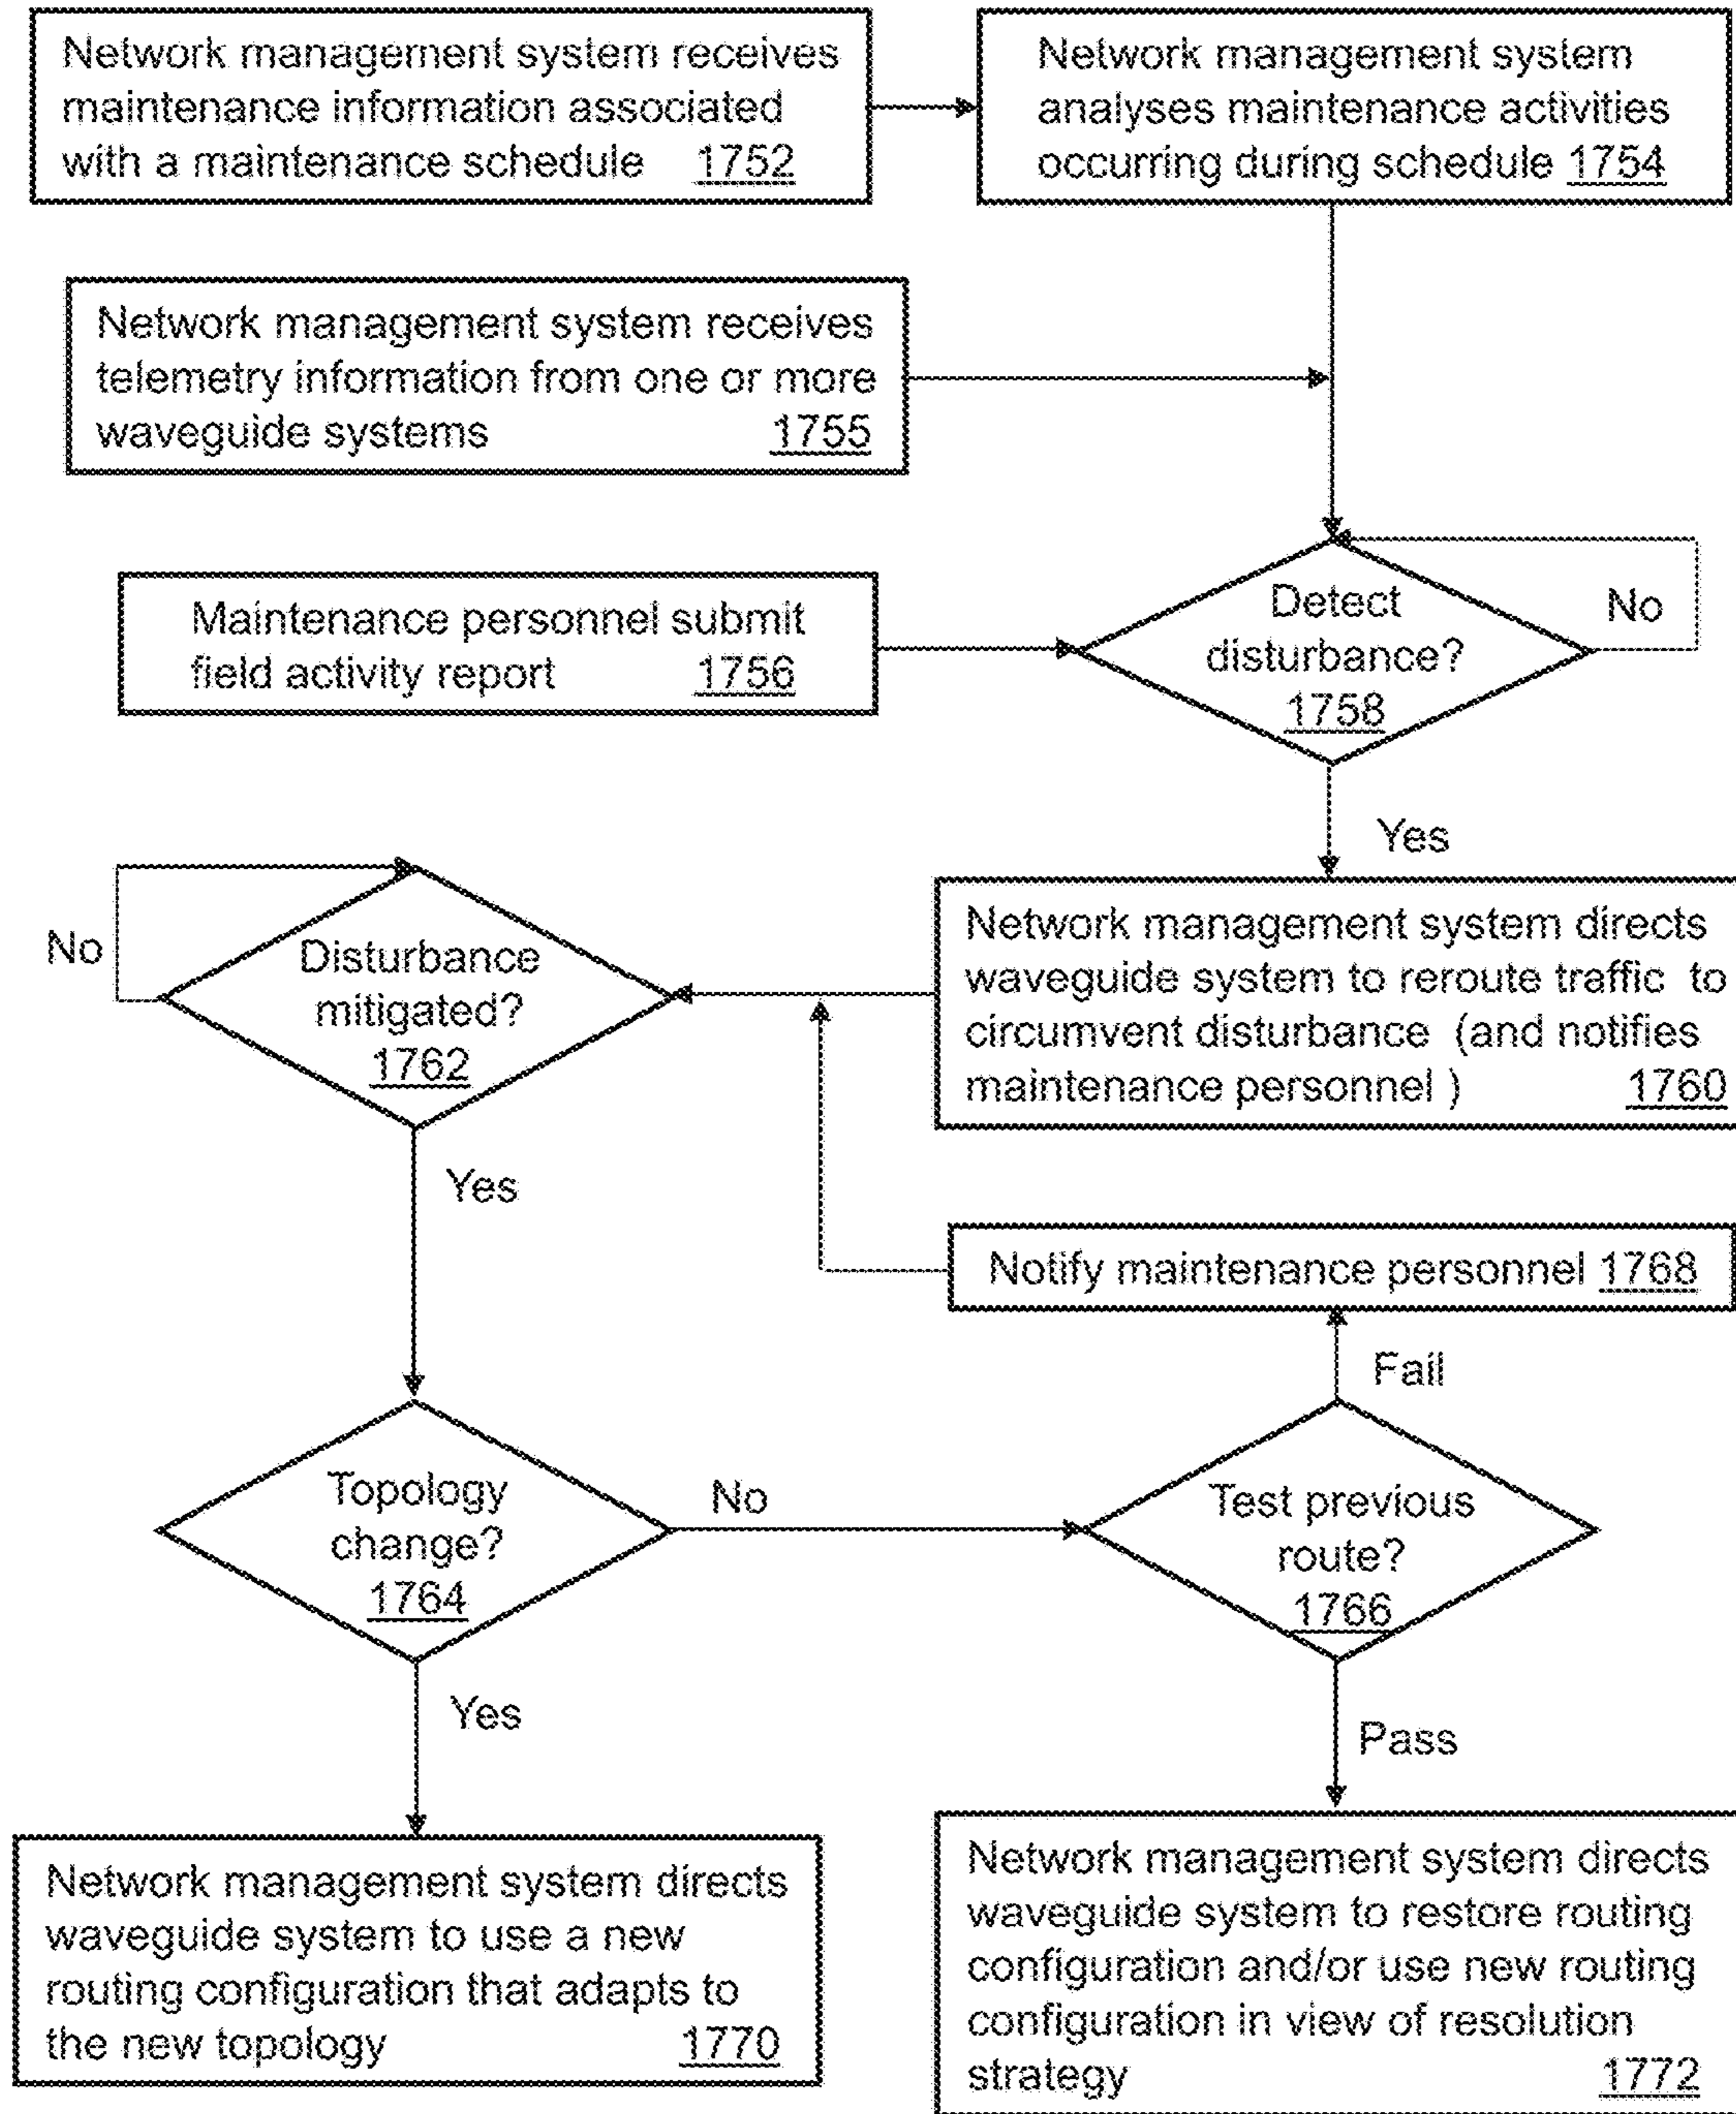 Network management system receives
maintenance information associated
with a maintenance schedule 1752
Network management system
analyses maintenance activities
occurring during schedule 1754
Network management system receives
telemetry information from one or more
waveguide systems 1755
Maintenance personnel submit
field activity report 1756
Detect
disturbance?
1758
No
Yes
Network management system directs
waveguide system to reroute traffic to
circumvent disturbance (and notifies
maintenance personnel ) 1760
No
Disturbance
mitigated?
1762
Yes
Notify maintenance personnel 1768
Fail
Topology
change?
1764
No
Test previous
route?
1766
Yes
Pass
Network management system directs
waveguide system to use a new
routing configuration that adapts to
the new topology 1770
Network management system directs
waveguide system to restore routing
configuration and/or use new routing
configuration in view of resolution
strategy 1772